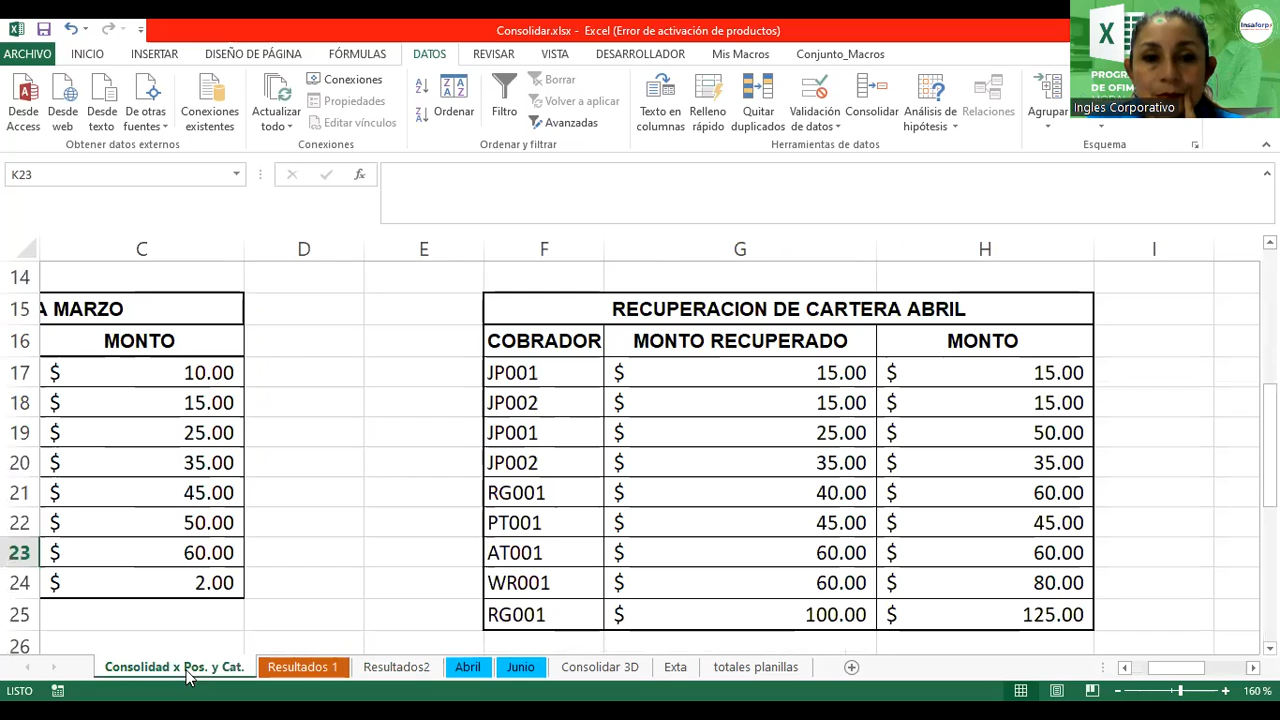 Consolidar.xlsx - Excel (Error de activación de productos)
ARCHIVO INICIO INSERTAR DISEÑO DE PÁGINA FÓRMULAS DATOS REVISAR VISTA DESARROLLADOR Mis Macros Conjunto_Macros
Desde Access
Desde web
Desde texto
De otras fuentes
Obtener datos externos
Conexiones existentes
Actualizar todo
Conexiones
Propiedades
Editar vínculos
Conexiones
Ordenar
Filtro
Borrar
Volver a aplicar
Avanzadas
Ordenar y filtrar
Texto en columnas
Relleno rápido
Quitar duplicados
Validación de datos
Consolidar
Análisis de hipótesis
Relaciones
Herramientas de datos
Agrupar
Esquema
X
Insaforp
PROGR
DE OFIM
Ingles Corporativo
K23 fx
C D E F G H I
14
15 A MARZO RECUPERACION DE CARTERA ABRIL
16 MONTO COBRADOR MONTO RECUPERADO MONTO
17 $ 10.00 JP001 $ 15.00 $ 15.00
18 $ 15.00 JP002 $ 15.00 $ 15.00
19 $ 25.00 JP001 $ 25.00 $ 50.00
20 $ 35.00 JP002 $ 35.00 $ 35.00
21 $ 45.00 RG001 $ 40.00 $ 60.00
22 $ 50.00 PT001 $ 45.00 $ 45.00
23 $ 60.00 AT001 $ 60.00 $ 60.00
24 $ 2.00 WR001 $ 60.00 $ 80.00
25 RG001 $ 100.00 $ 125.00
26
Consolidad x Pos. y Cat. Resultados 1 Resultados2 Abril Junio Consolidar 3D Exta totales planillas
LISTO 160 %